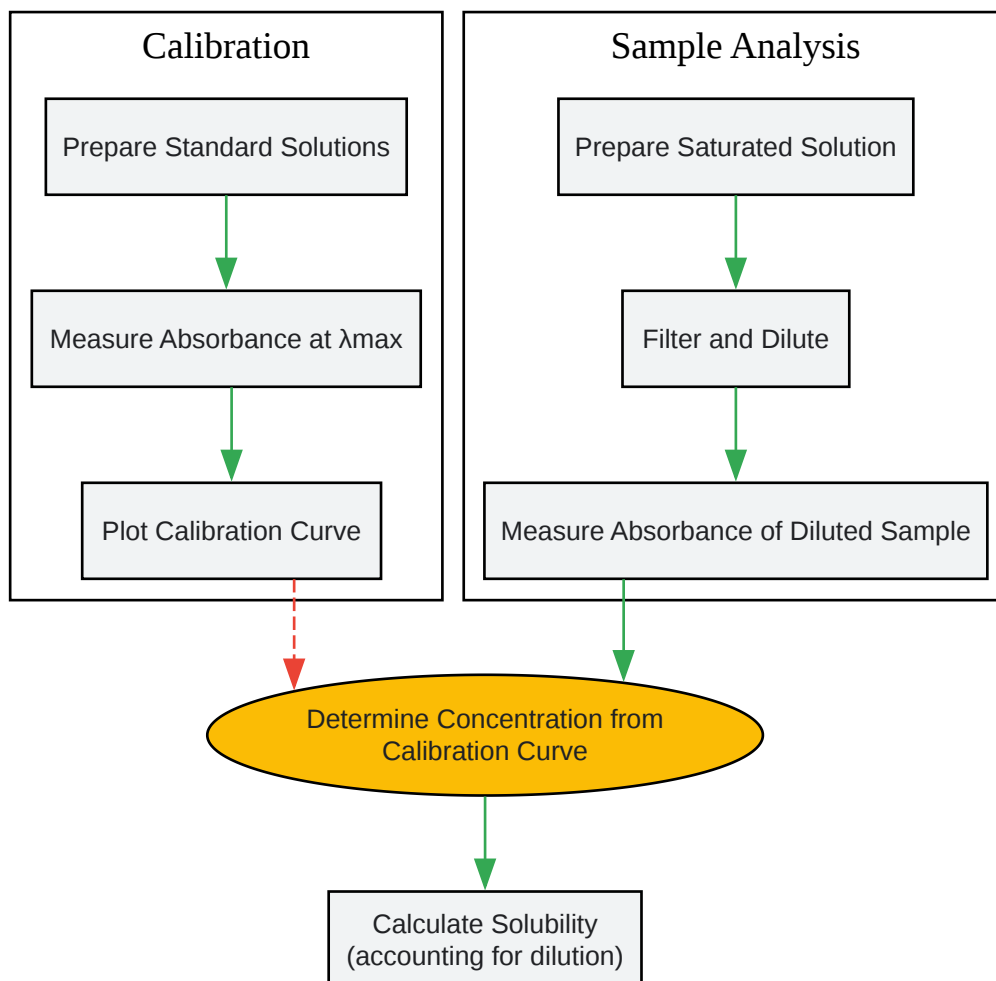 Calibration
Prepare Standard Solutions
Measure Absorbance at λmax
Plot Calibration Curve
Sample Analysis
Prepare Saturated Solution
Filter and Dilute
Measure Absorbance of Diluted Sample
Determine Concentration from
Calibration Curve
Calculate Solubility
(accounting for dilution)